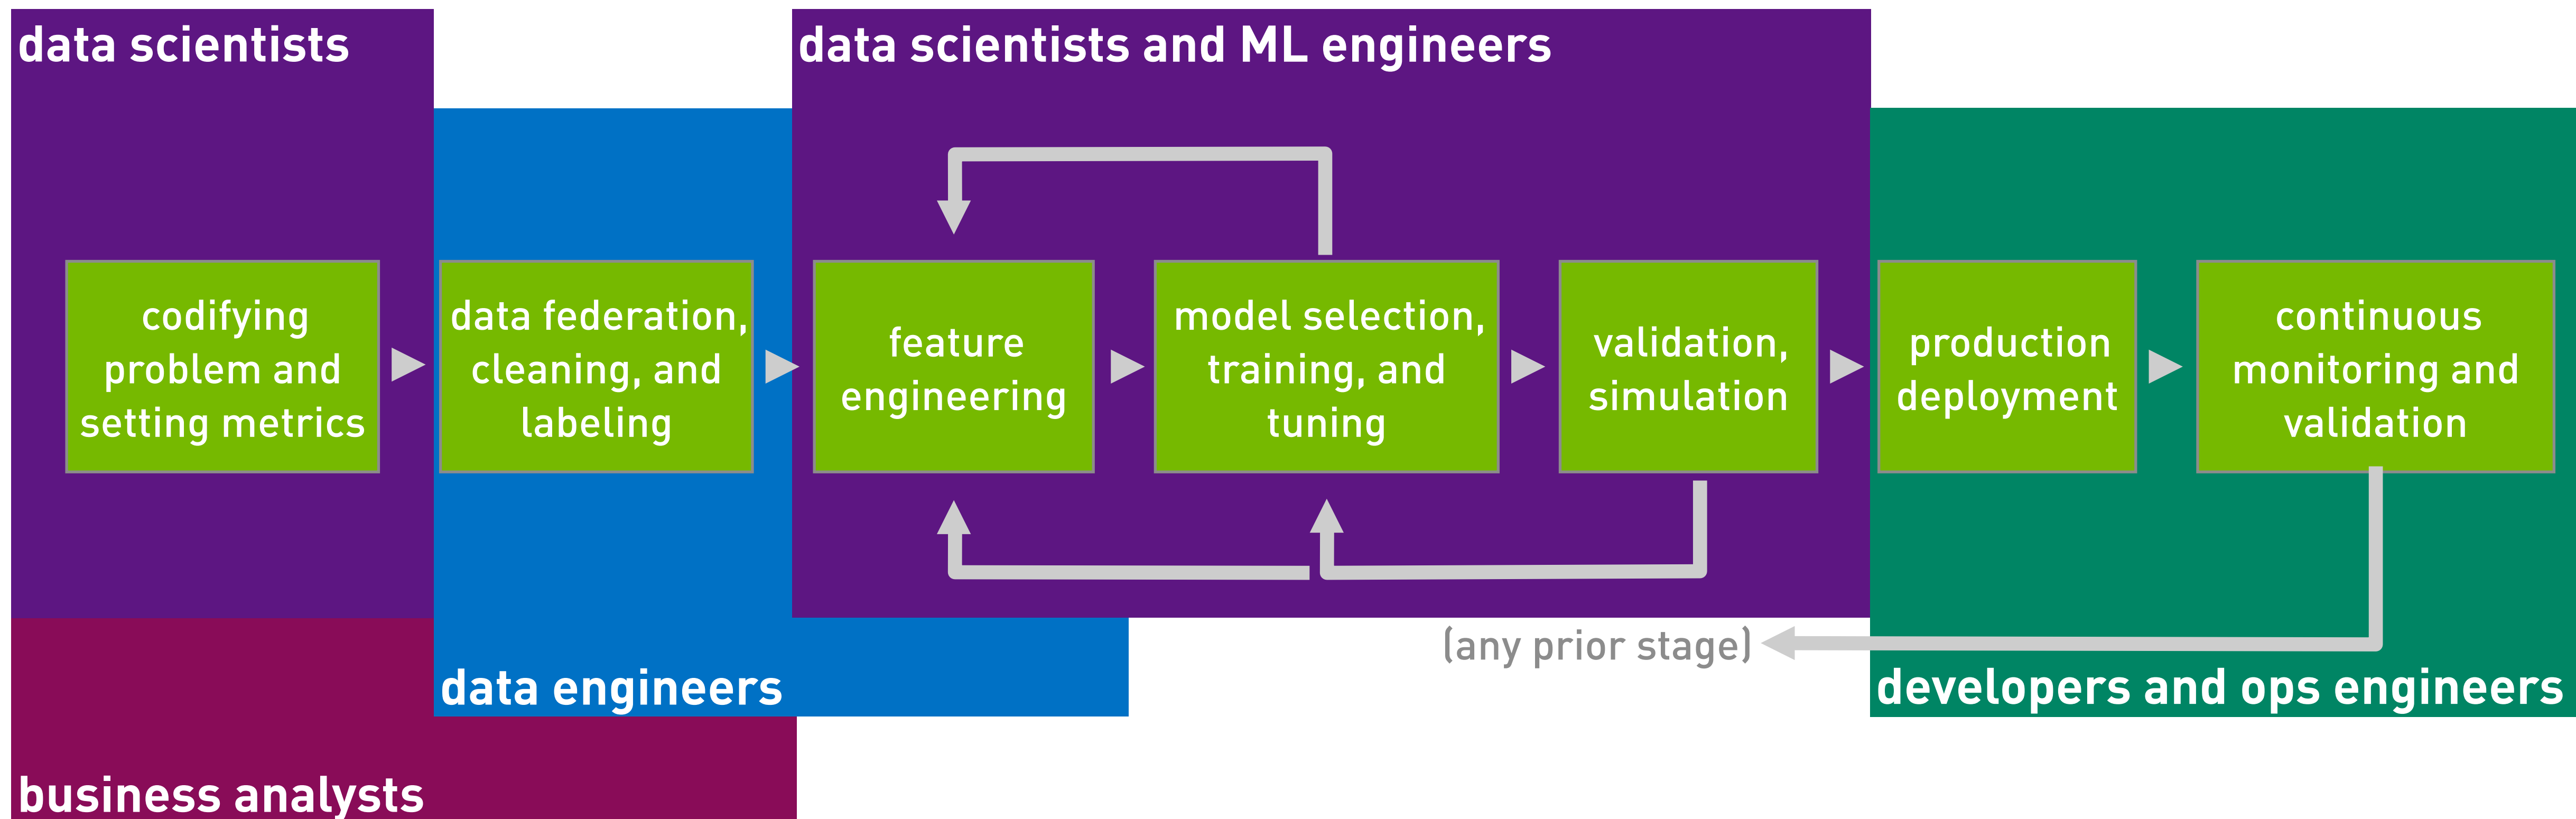 data scientists
data scientists and ML engineers
codifying
problem and
setting metrics
data federation,
cleaning, and
labeling
feature
engineering
model selection,
training, and
tuning
validation,
simulation
production
deployment
continuous
monitoring and
validation
(any prior stage)
data engineers
developers and ops engineers
business analysts